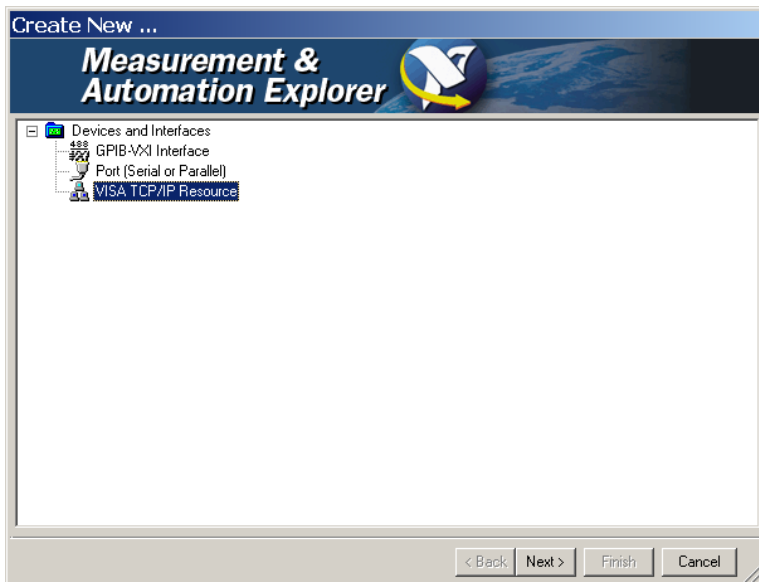 Create New ...
Measurement &
Automation Explorer
Devices and Interfaces
GPIB-VXI Interface
Port (Serial or Parallel)
VISA TCP/IP Resource
< Back Next > Finish Cancel